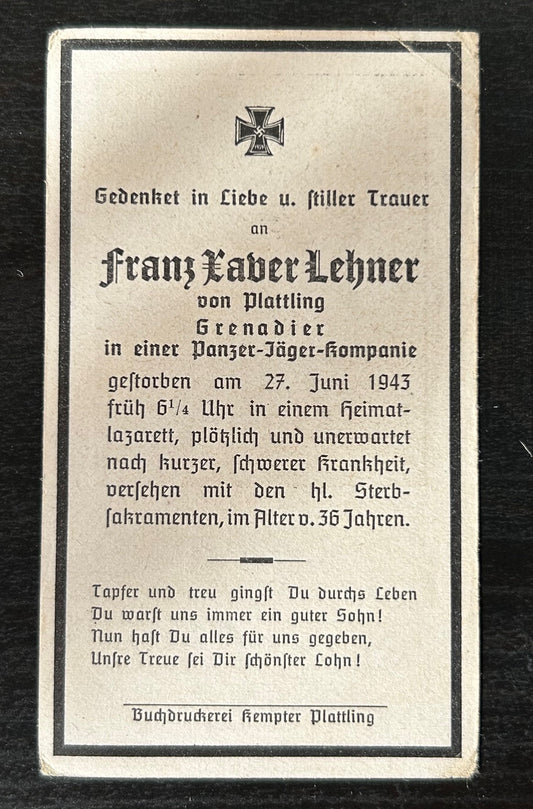 Gedenket in Liebe u. stiller Trauer
an
Franz Xaver Lehner
von Plattling
Grenadier
in einer Panzer-Jäger-Kompanie
gestorben am 27. Juni 1943
früh 6¹/₄ Uhr in einem Heimat-
lazarett, plötzlich und unerwartet
nach kurzer, schwerer Krankheit,
versehen mit den hl. Sterb-
sakramenten, im Alter v. 36 Jahren.
Tapfer und treu gingst Du durchs Leben
Du warst uns immer ein guter Sohn!
Nun hast Du alles für uns gegeben,
Unsre Treue sei Dir schönster Lohn!
Buchdruckerei Kempter Plattling